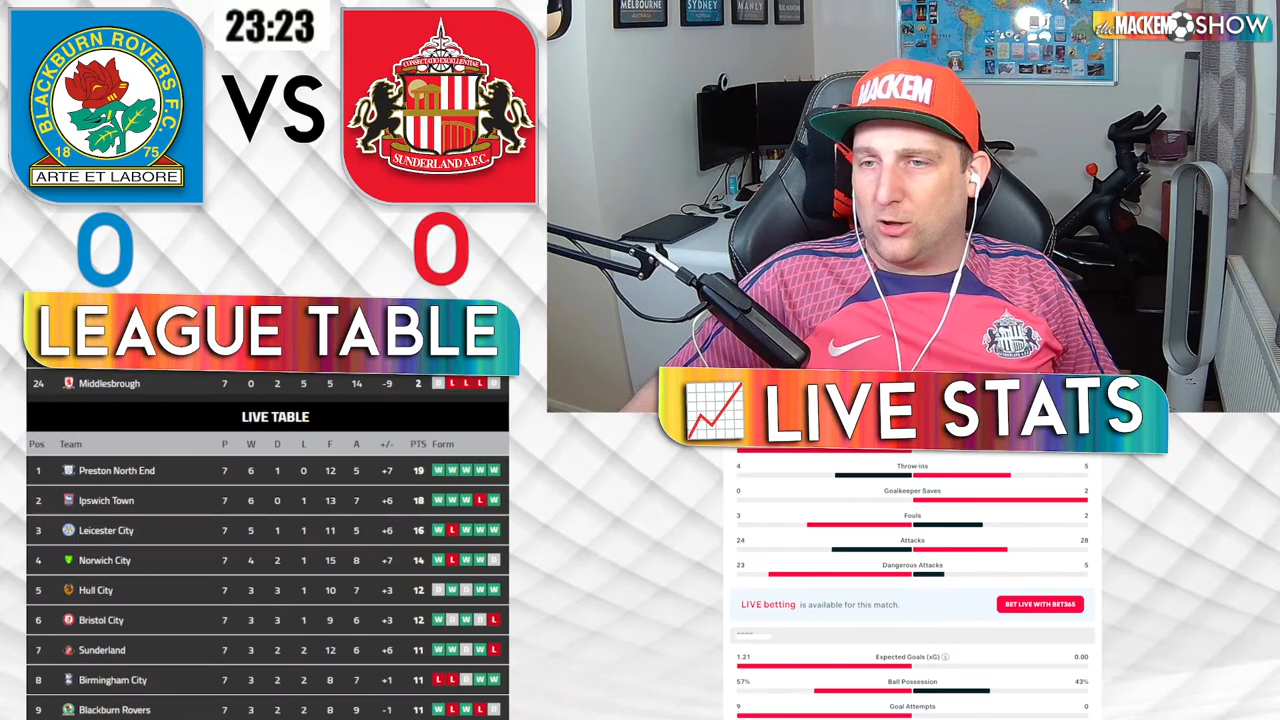 BLACKBURN ROVERS F.C.
18 75
ARTE ET LABORE
23:23
VS
CONSECTATIO EXCELLENTIAE
SUNDERLAND A.F.C.
0 0
LEAGUE TABLE
24 Middlesbrough 7 0 2 5 5 14 -9 2 D L L L D
LIVE TABLE
Pos Team P W D L F A +/- PTS Form
1 Preston North End 7 6 1 0 12 5 +7 19 W W W W W
2 Ipswich Town 7 6 0 1 13 7 +6 18 W W W L W
3 Leicester City 7 5 1 1 11 5 +6 16 W L W W W
4 Norwich City 7 4 2 1 15 8 +7 14 W L W W D
5 Hull City 7 3 3 1 10 7 +3 12 D W D W W
6 Bristol City 7 3 3 1 9 6 +3 12 W D W D L
7 Sunderland 7 3 2 2 12 6 +6 11 W W D W L
8 Birmingham City 7 3 2 2 8 7 +1 11 L L D W W
9 Blackburn Rovers 7 3 2 2 8 9 -1 11 W L W L D
MELBOURNE
AUSTRALIA
SYDNEY
MANLY
the MACKEM SHOW
MACKEM
LIVE STATS
4 Throw-ins 5
0 Goalkeeper Saves 2
3 Fouls 2
24 Attacks 28
23 Dangerous Attacks 5
LIVE betting is available for this match.
BET LIVE WITH BET365
1.21 Expected Goals (xG) 0.00
57% Ball Possession 43%
9 Goal Attempts 0